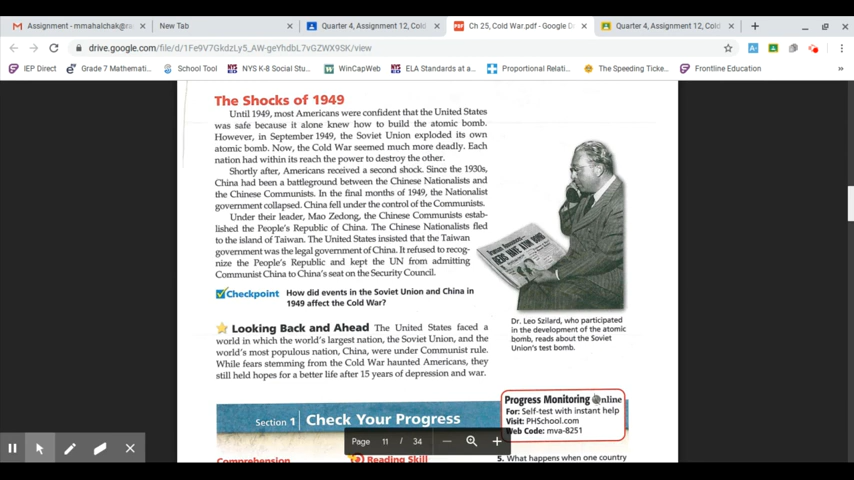 Assignment - mmahalchak@ra
New Tab
Quarter 4, Assignment 12, Cold
Ch 25, Cold War.pdf - Google D
Quarter 4, Assignment 12, Cold
drive.google.com/file/d/1Fe9V7GkdzLy5_AW-geYhdbL7vGZWX9SK/view
IEP Direct
Grade 7 Mathemati...
School Tool
NYS K-8 Social Stu...
WinCapWeb
ELA Standards at a...
Proportional Relatio...
The Speeding Ticke...
Frontline Education
The Shocks of 1949
Until 1949, most Americans were confident that the United States
was safe because it alone knew how to build the atomic bomb.
However, in September 1949, the Soviet Union exploded its own
atomic bomb. Now, the Cold War seemed much more deadly. Each
nation had within its reach the power to destroy the other.
Shortly after, Americans received a second shock. Since the 1930s,
China had been a battleground between the Chinese Nationalists and
the Chinese Communists. In the final months of 1949, the Nationalist
government collapsed. China fell under the control of the Communists.
Under their leader, Mao Zedong, the Chinese Communists estab-
lished the People's Republic of China. The Chinese Nationalists fled
to the island of Taiwan. The United States insisted that the Taiwan
government was the legal government of China. It refused to recog-
nize the People's Republic and kept the UN from admitting
Communist China to China's seat on the Security Council.
Checkpoint How did events in the Soviet Union and China in
1949 affect the Cold War?
Looking Back and Ahead The United States faced a
world in which the world's largest nation, the Soviet Union, and the
world's most populous nation, China, were under Communist rule.
While fears stemming from the Cold War haunted Americans, they
still held hopes for a better life after 15 years of depression and war.
Dr. Leo Szilard, who participated
in the development of the atomic
bomb, reads about the Soviet
Union's test bomb.
Section 1 Check Your Progress
Progress Monitoring Online
For: Self-test with instant help
Visit: PHSchool.com
Web Code: mva-8251
Page 11 / 34
Comprehension
Reading Skill
5. What happens when one country